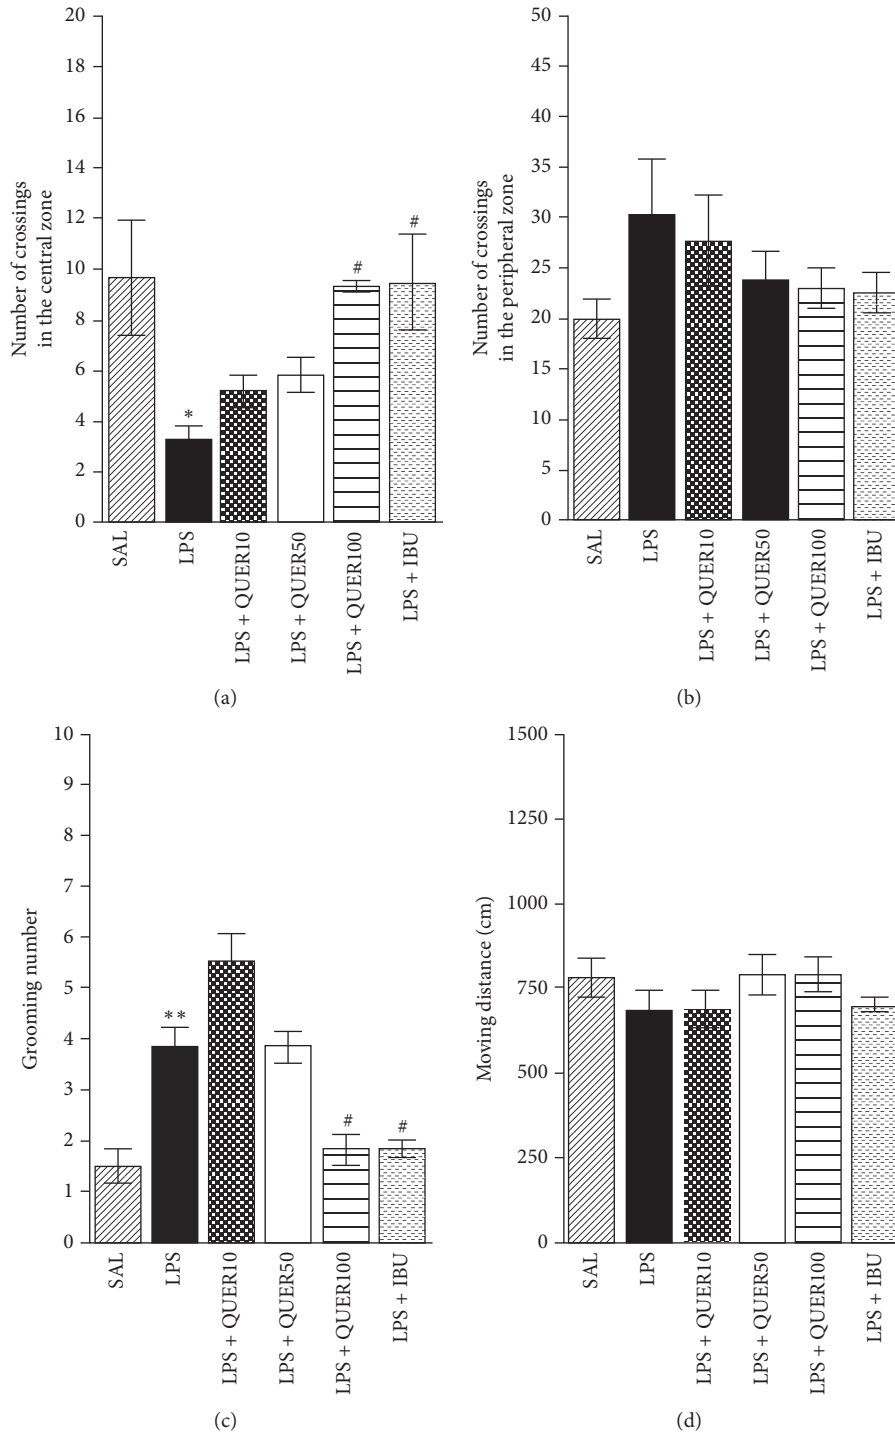 20
18
16
14
12
10
8
6
4
2
0
Number of crossings
in the central zone
*
#
#
SAL
LPS
LPS + QUER10
LPS + QUER50
LPS + QUER100
LPS + IBU
(a)
50
45
40
35
30
25
20
15
10
5
0
Number of crossings
in the peripheral zone
SAL
LPS
LPS + QUER10
LPS + QUER50
LPS + QUER100
LPS + IBU
(b)
10
9
8
7
6
5
4
3
2
1
0
Grooming number
**
#
#
SAL
LPS
LPS + QUER10
LPS + QUER50
LPS + QUER100
LPS + IBU
(c)
1500
1250
1000
750
500
250
0
Moving distance (cm)
SAL
LPS
LPS + QUER10
LPS + QUER50
LPS + QUER100
LPS + IBU
(d)